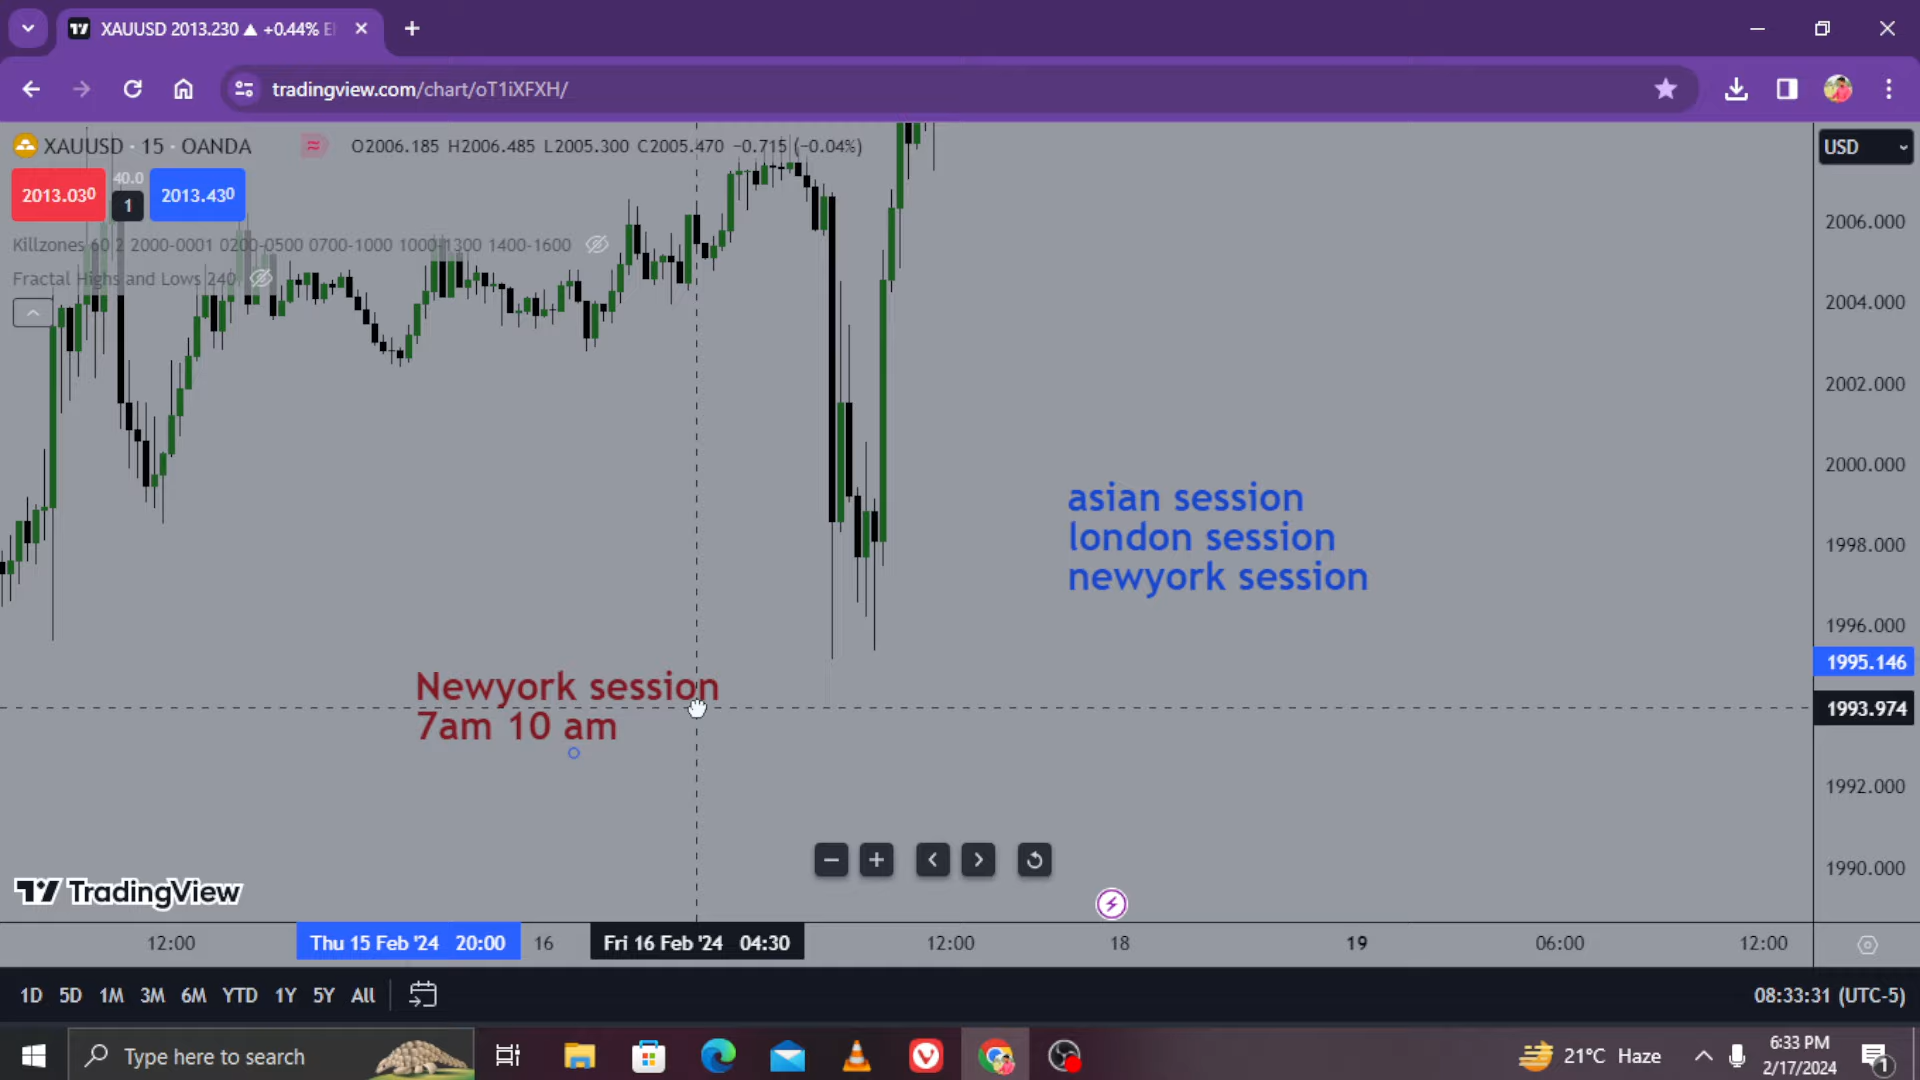 XAUUSD 2013.230 ▲ +0.44%
tradingview.com/chart/oT1iXFXH/
XAUUSD · 15 · OANDA O2006.185 H2006.485 L2005.300 C2005.470 −0.715 (−0.04%)
USD
2013.030 40.0 1 2013.430
Killzones 60 2 2000-0001 0200-0500 0700-1000 1000-1300 1400-1600
Fractal Highs and Lows 240
2006.000
2004.000
2002.000
2000.000
1998.000
1996.000
1995.146
1993.974
1992.000
1990.000
asian session
london session
newyork session
Newyork session
7am 10 am
TradingView
12:00 Thu 15 Feb '24 20:00 16 Fri 16 Feb '24 04:30 12:00 18 19 06:00 12:00
1D 5D 1M 3M 6M YTD 1Y 5Y All 08:33:31 (UTC-5)
Type here to search 21°C Haze 6:33 PM
2/17/2024
1